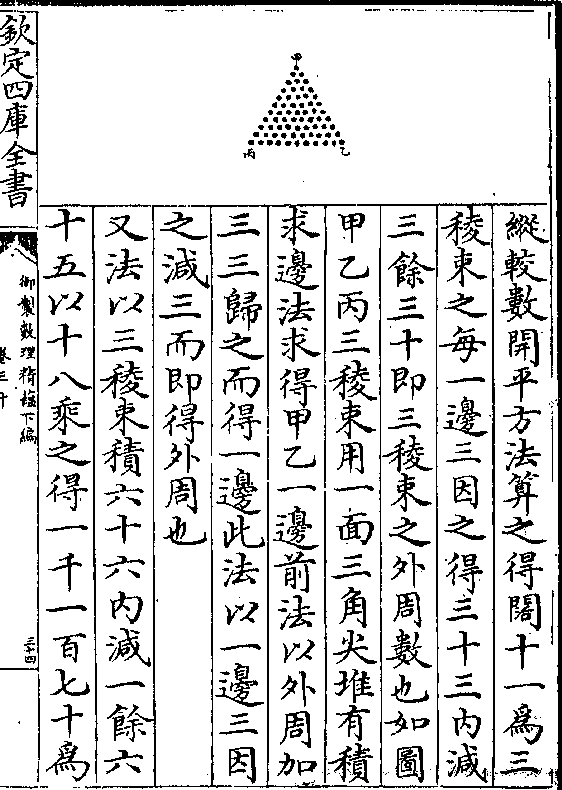 甲
乙
丙
縱較數開平方法算之得闊十一爲三
稜束之每一邊三因之得三十三内減
三餘三十即三稜束之外周數也如圖
甲乙丙三稜束用一面三角尖堆有積
求邊法求得甲乙一邊前法以外周加
三三歸之而得一邊此法以一邊三因
之減三而即得外周也
又法以三稜束積六十六内減一餘六
十五以十八乘之得一千一百七十爲
欽定四庫全書
御製數理精蘊下編
卷三十
三十四